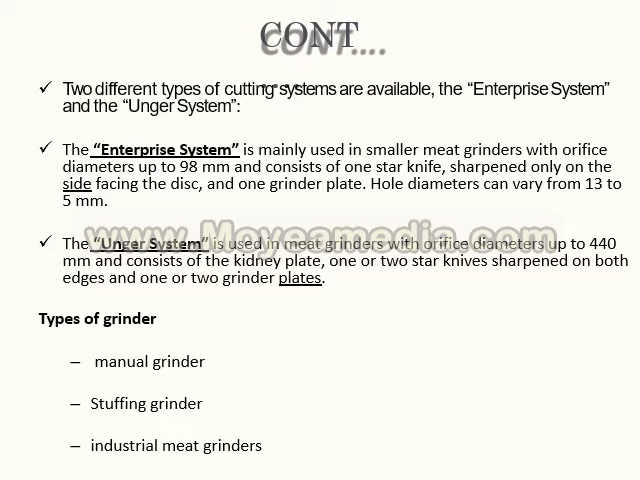 CONT....
✓ Two different types of cutting systems are available, the “Enterprise System”
and the “Unger System”:
✓ The “Enterprise System” is mainly used in smaller meat grinders with orifice
diameters up to 98 mm and consists of one star knife, sharpened only on the
side facing the disc, and one grinder plate. Hole diameters can vary from 13 to
5 mm.
www.Moyeamedia.com
✓ The “Unger System” is used in meat grinders with orifice diameters up to 440
mm and consists of the kidney plate, one or two star knives sharpened on both
edges and one or two grinder plates.
Types of grinder
– manual grinder
– Stuffing grinder
– industrial meat grinders